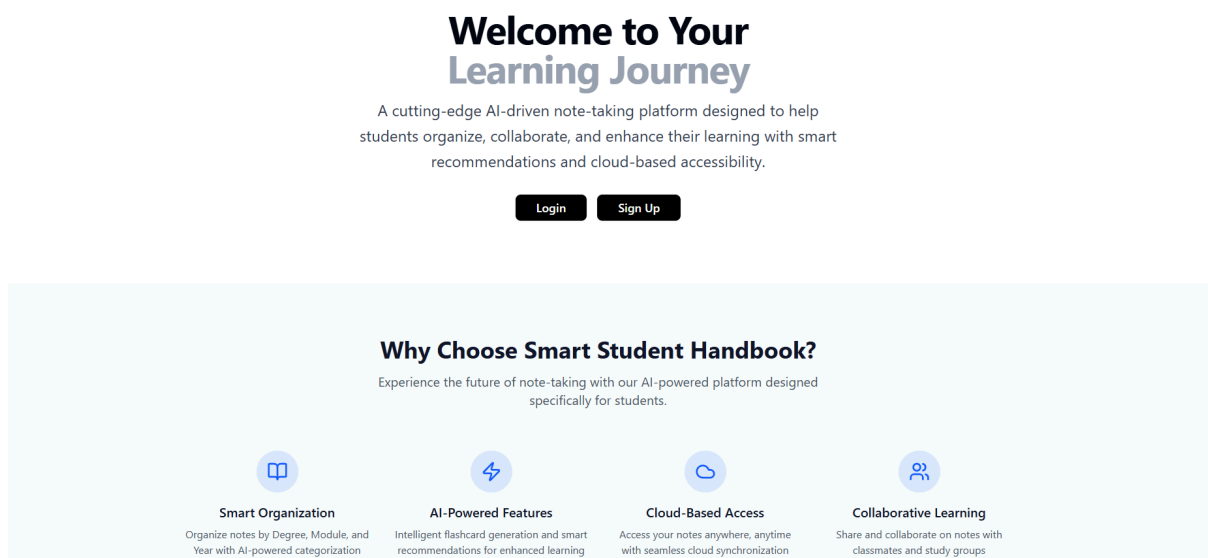 Welcome to Your
Learning Journey
A cutting-edge AI-driven note-taking platform designed to help
students organize, collaborate, and enhance their learning with smart
recommendations and cloud-based accessibility.
Login
Sign Up
Why Choose Smart Student Handbook?
Experience the future of note-taking with our AI-powered platform designed
specifically for students.
Smart Organization
Organize notes by Degree, Module, and
Year with AI-powered categorization
AI-Powered Features
Intelligent flashcard generation and smart
recommendations for enhanced learning
Cloud-Based Access
Access your notes anywhere, anytime
with seamless cloud synchronization
Collaborative Learning
Share and collaborate on notes with
classmates and study groups